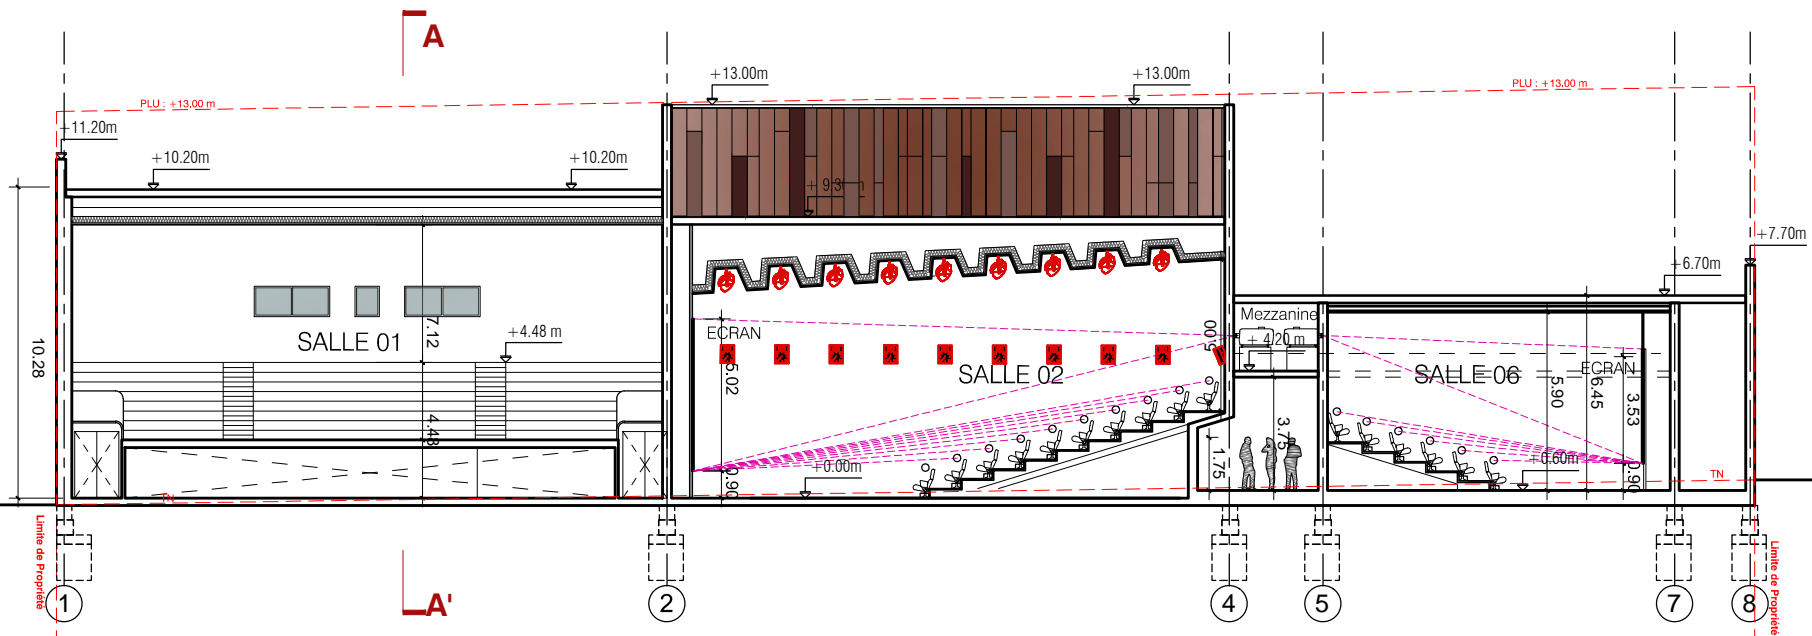 A
+13.00m
+13.00m
PLU : +13,00 m
PLU : +13,00 m
+11.20m
+10.20m
+10.20m
+7.70m
+6.70m
7.12
SALLE 01
+4.48 m
ECRAN
5.02
5.00
SALLE 02
Mezzanine
+ 4,20 m
SALLE 06
ECRAN
5.90
6.45
3.53
10.28
4.48
3.75
1.75
+0.00m
+0.00m
0.90
0.90
TN
TN
Limite de Propriété
Limite de Propriété
1
A'
2
4
5
7
8